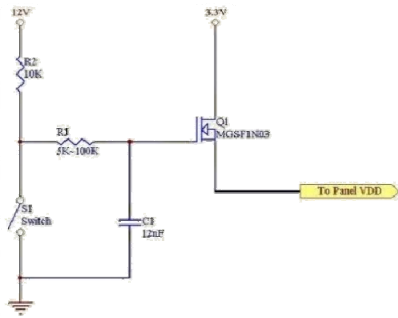 12V
3.3V
R2
10K
R1
5K~100K
Q1
MGSF1N03
S1
Switch
C1
12nF
To Panel VDD